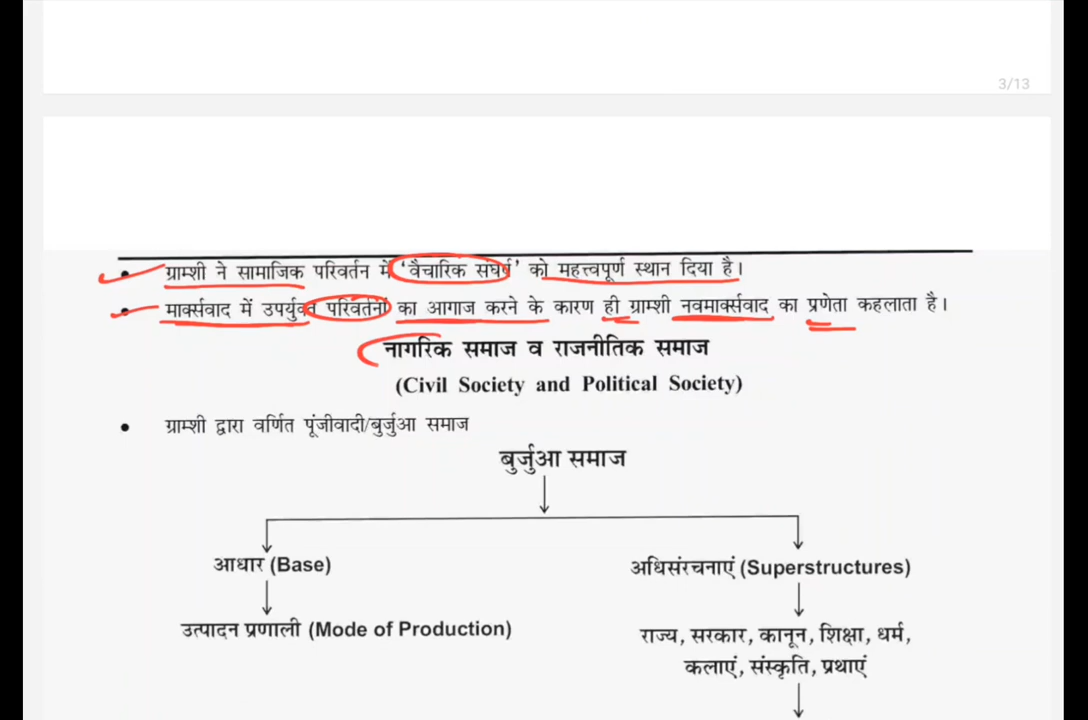 3/13
• ग्राम्शी ने सामाजिक परिवर्तन में 'वैचारिक संघर्ष' को महत्त्वपूर्ण स्थान दिया है।
• मार्क्सवाद में उपर्युक्त परिवर्तनों का आगाज करने के कारण ही ग्राम्शी नवमार्क्सवाद का प्रणेता कहलाता है।
नागरिक समाज व राजनीतिक समाज
(Civil Society and Political Society)
• ग्राम्शी द्वारा वर्णित पूंजीवादी/बुर्जुआ समाज
बुर्जुआ समाज
आधार (Base) अधिसंरचनाएं (Superstructures)
उत्पादन प्रणाली (Mode of Production) राज्य, सरकार, कानून, शिक्षा, धर्म,
कलाएं, संस्कृति, प्रथाएं